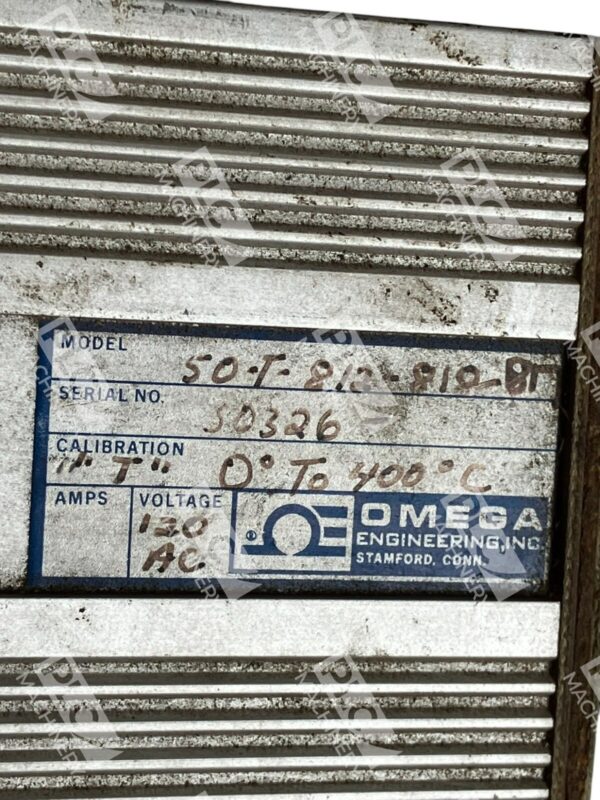 MODEL
50-T-812-812 BT
SERIAL NO.
S0326
CALIBRATION
"T" 0° To 400° C
AMPS
VOLTAGE
120
AC.
OMEGA
ENGINEERING, INC.
STAMFORD, CONN.